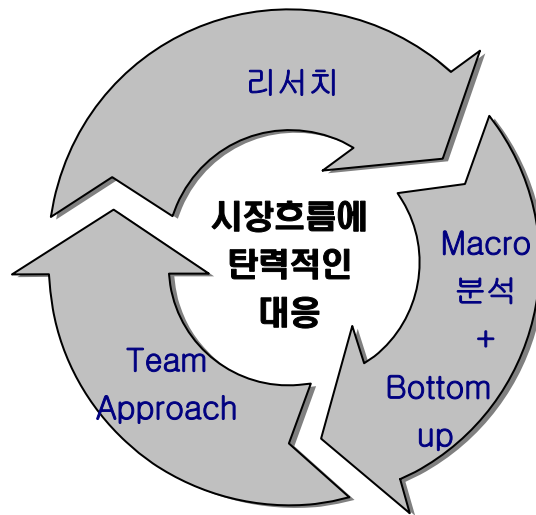 리서치
시장흐름에
탄력적인
대응
Macro
분석
+
Bottom
up
Team
Approach